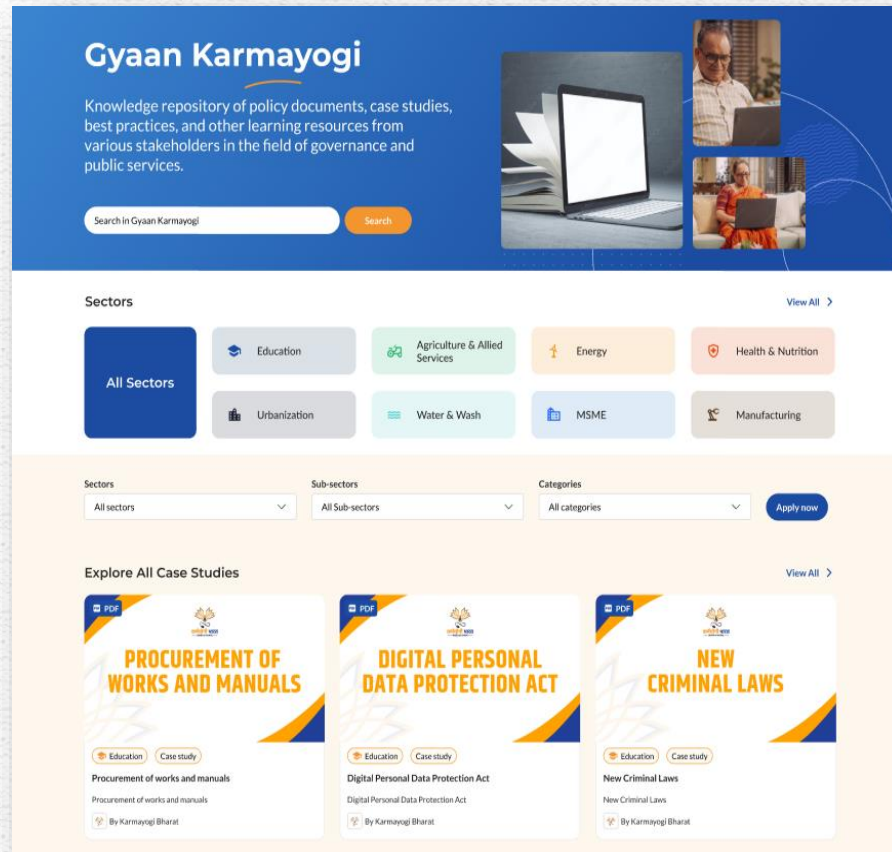 Gyaan Karmayogi
Knowledge repository of policy documents, case studies,
best practices, and other learning resources from
various stakeholders in the field of governance and
public services.
Search in Gyaan Karmayogi
Search
Sectors
View All
All Sectors
Education
Agriculture & Allied
Services
Energy
Health & Nutrition
Urbanization
Water & Wash
MSME
Manufacturing
Sectors
Sub-sectors
Categories
All sectors
All Sub-sectors
All categories
Apply now
Explore All Case Studies
View All
PDF
PROCUREMENT OF
WORKS AND MANUALS
Education
Case study
Procurement of works and manuals
Procurement of works and manuals
By Karmayogi Bharat
PDF
DIGITAL PERSONAL
DATA PROTECTION ACT
Education
Case study
Digital Personal Data Protection Act
Digital Personal Data Protection Act
By Karmayogi Bharat
PDF
NEW
CRIMINAL LAWS
Education
Case study
New Criminal Laws
New Criminal Laws
By Karmayogi Bharat